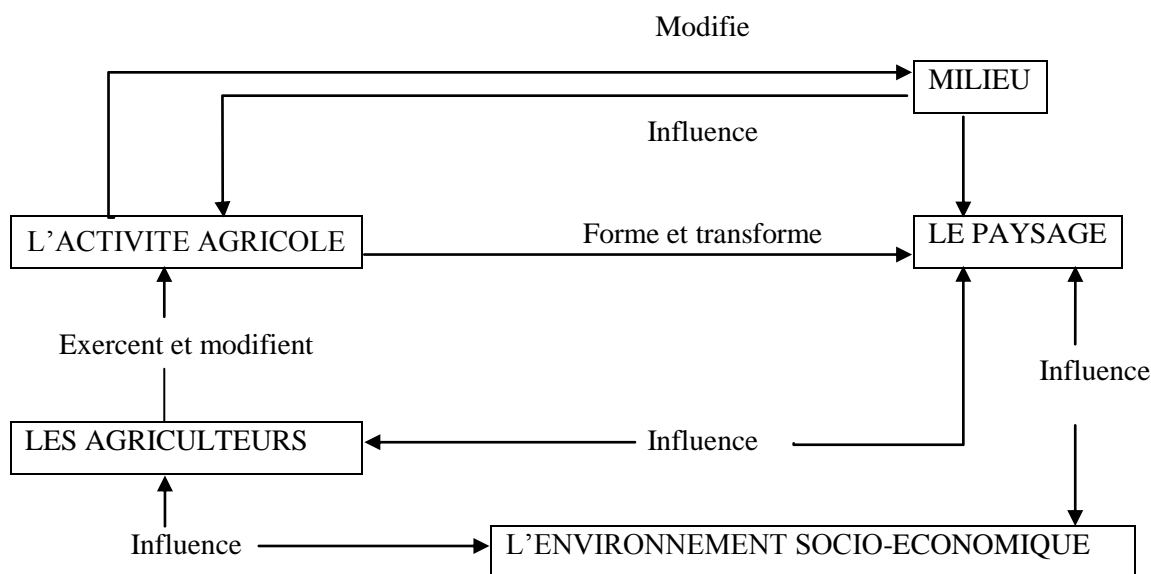 Modifie
MILIEU
Influence
L’ACTIVITE AGRICOLE
Forme et transforme
LE PAYSAGE
Exercent et modifient
Influence
LES AGRICULTEURS
Influence
Influence
L’ENVIRONNEMENT SOCIO-ECONOMIQUE